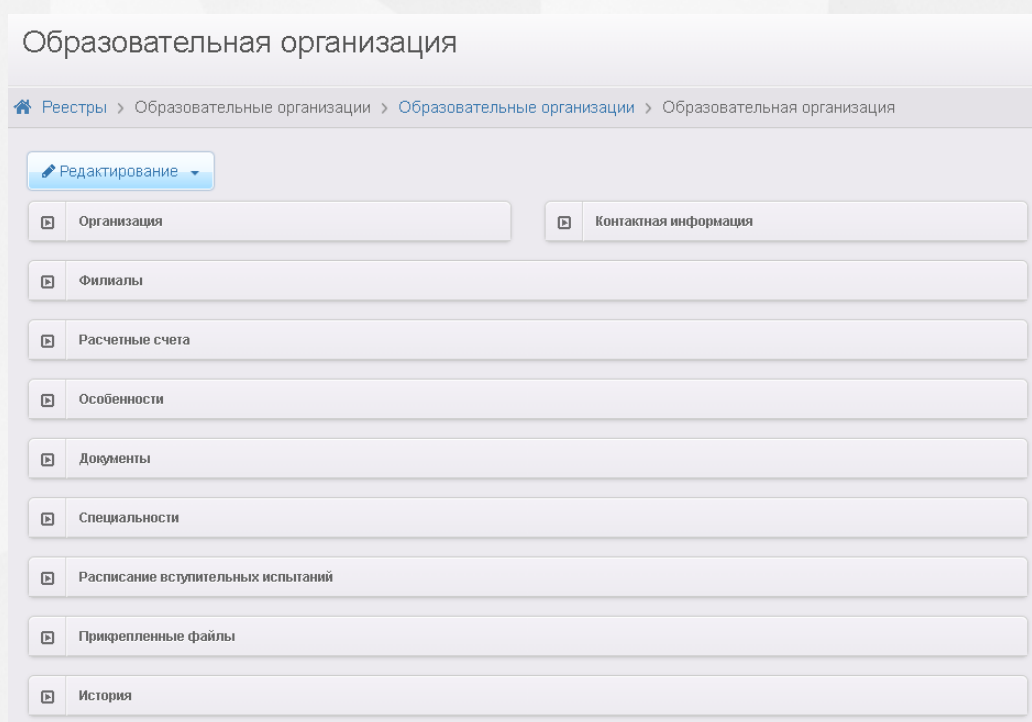 Образовательная организация
Реестры > Образовательные организации > Образовательные организации > Образовательная организация
Редактирование
Организация
Контактная информация
Филиалы
Расчетные счета
Особенности
Документы
Специальности
Расписание вступительных испытаний
Прикрепленные файлы
История